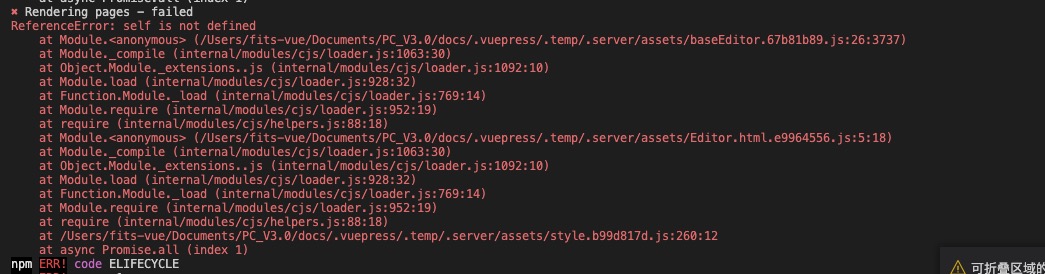 at async Promise.all (index 1)
✖ Rendering pages - failed
ReferenceError: self is not defined
at Module.<anonymous> (/Users/fits-vue/Documents/PC_V3.0/docs/.vuepress/.temp/.server/assets/baseEditor.67b81b89.js:26:3737)
at Module._compile (internal/modules/cjs/loader.js:1063:30)
at Object.Module._extensions..js (internal/modules/cjs/loader.js:1092:10)
at Module.load (internal/modules/cjs/loader.js:928:32)
at Function.Module._load (internal/modules/cjs/loader.js:769:14)
at Module.require (internal/modules/cjs/loader.js:952:19)
at require (internal/modules/cjs/helpers.js:88:18)
at Module.<anonymous> (/Users/fits-vue/Documents/PC_V3.0/docs/.vuepress/.temp/.server/assets/Editor.html.e9964556.js:5:18)
at Module._compile (internal/modules/cjs/loader.js:1063:30)
at Object.Module._extensions..js (internal/modules/cjs/loader.js:1092:10)
at Module.load (internal/modules/cjs/loader.js:928:32)
at Function.Module._load (internal/modules/cjs/loader.js:769:14)
at Module.require (internal/modules/cjs/loader.js:952:19)
at require (internal/modules/cjs/helpers.js:88:18)
at /Users/fits-vue/Documents/PC_V3.0/docs/.vuepress/.temp/.server/assets/style.b99d817d.js:260:12
at async Promise.all (index 1)
npm ERR! code ELIFECYCLE
可折叠区域的